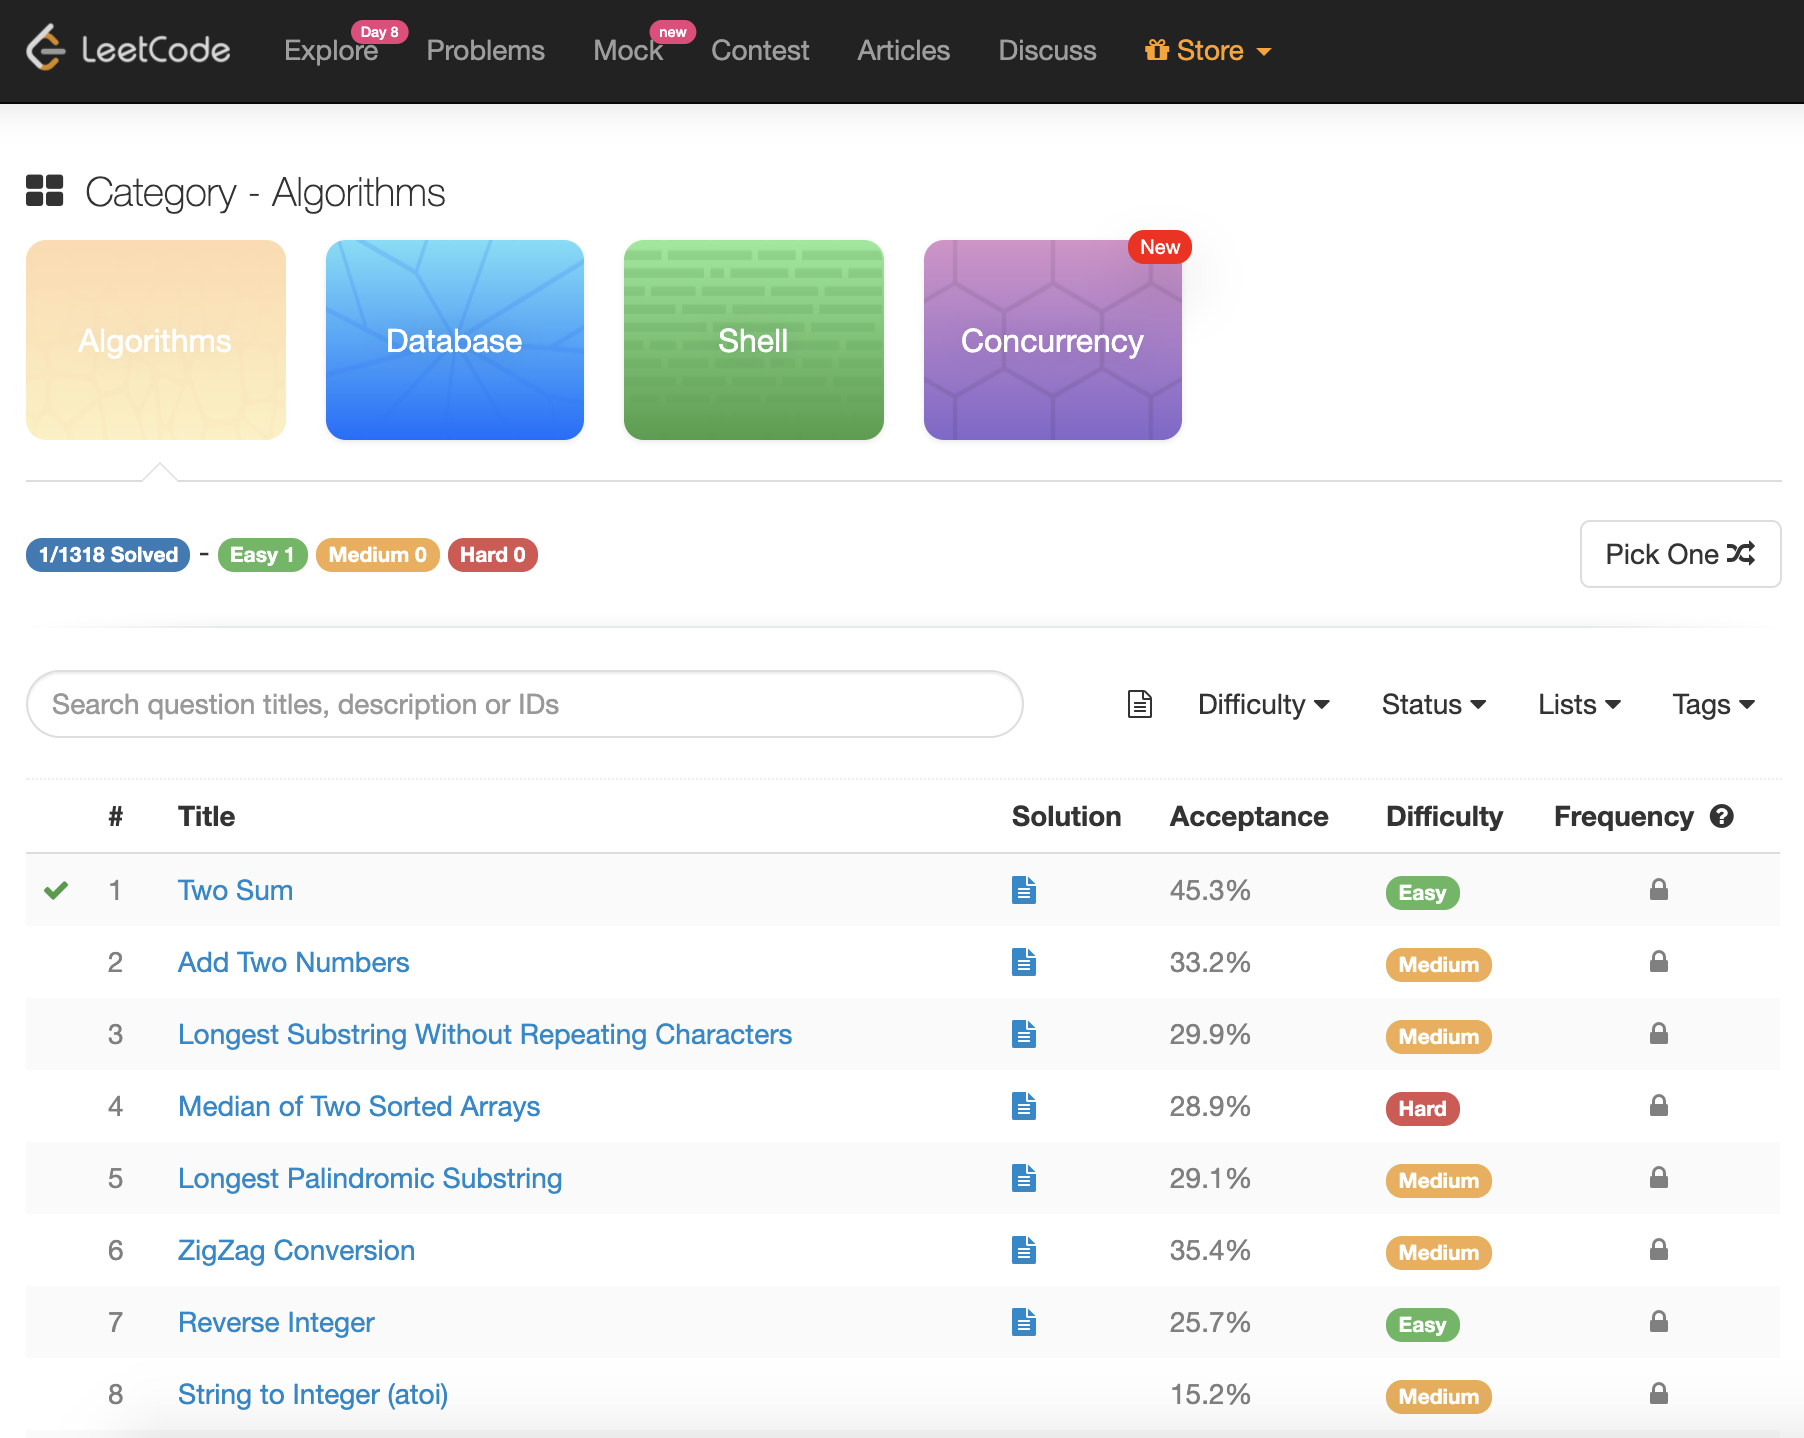 LeetCode Explore Day 8 Problems Mock new Contest Articles Discuss Store
Category - Algorithms
Algorithms Database Shell Concurrency New
1/1318 Solved - Easy 1 Medium 0 Hard 0 Pick One
Search question titles, description or IDs Difficulty Status Lists Tags
# Title Solution Acceptance Difficulty Frequency ?
1 Two Sum 45.3% Easy
2 Add Two Numbers 33.2% Medium
3 Longest Substring Without Repeating Characters 29.9% Medium
4 Median of Two Sorted Arrays 28.9% Hard
5 Longest Palindromic Substring 29.1% Medium
6 ZigZag Conversion 35.4% Medium
7 Reverse Integer 25.7% Easy
8 String to Integer (atoi) 15.2% Medium